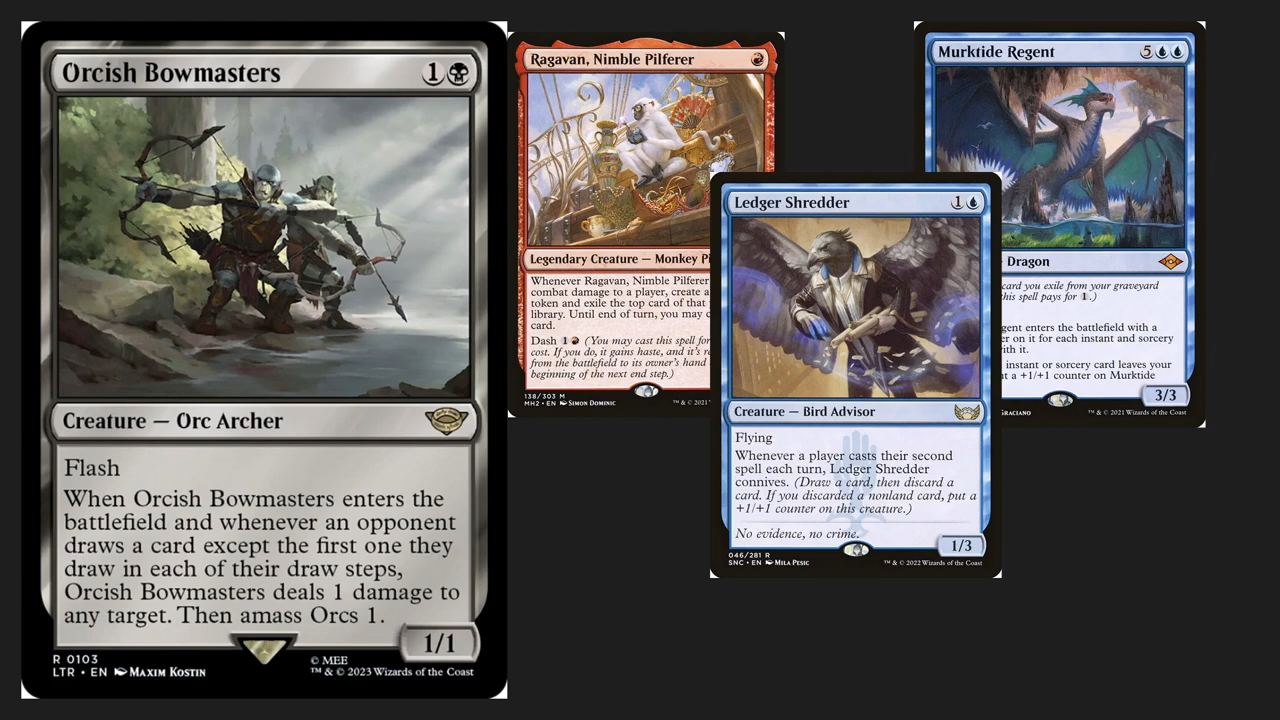 Orcish Bowmasters
1
Creature — Orc Archer
Flash
When Orcish Bowmasters enters the
battlefield and whenever an opponent
draws a card except the first one they
draw in each of their draw steps,
Orcish Bowmasters deals 1 damage to
any target. Then amass Orcs 1.
1/1
R 0103
LTR • EN Maxim Kostin
© MEE
™ & © 2023 Wizards of the Coast
Ragavan, Nimble Pilferer
Legendary Creature — Monkey Pi
Whenever Ragavan, Nimble Pilferer
combat damage to a player, create a
token and exile the top card of that
library. Until end of turn, you may c
card.
Dash 1 (You may cast this spell for
cost. If you do, it gains haste, and it's r
from the battlefield to its owner's hand
beginning of the next end step.)
138/303 M
MH2 • EN Simon Dominic
™ & © 2021
Ledger Shredder
1
Creature — Bird Advisor
Flying
Whenever a player casts their second
spell each turn, Ledger Shredder
connives. (Draw a card, then discard a
card. If you discarded a nonland card, put a
+1/+1 counter on this creature.)
No evidence, no crime.
1/3
046/281 R
SNC • EN Mila Pesic
™ & © 2022 Wizards of the Coast
Murktide Regent
5
Dragon
card you exile from your graveyard
this spell pays for 1.)
gent enters the battlefield with a
er on it for each instant and sorcery
with it.
instant or sorcery card leaves your
ut a +1/+1 counter on Murktide
3/3
Graciano
™ & © 2021 Wizards of the Coast